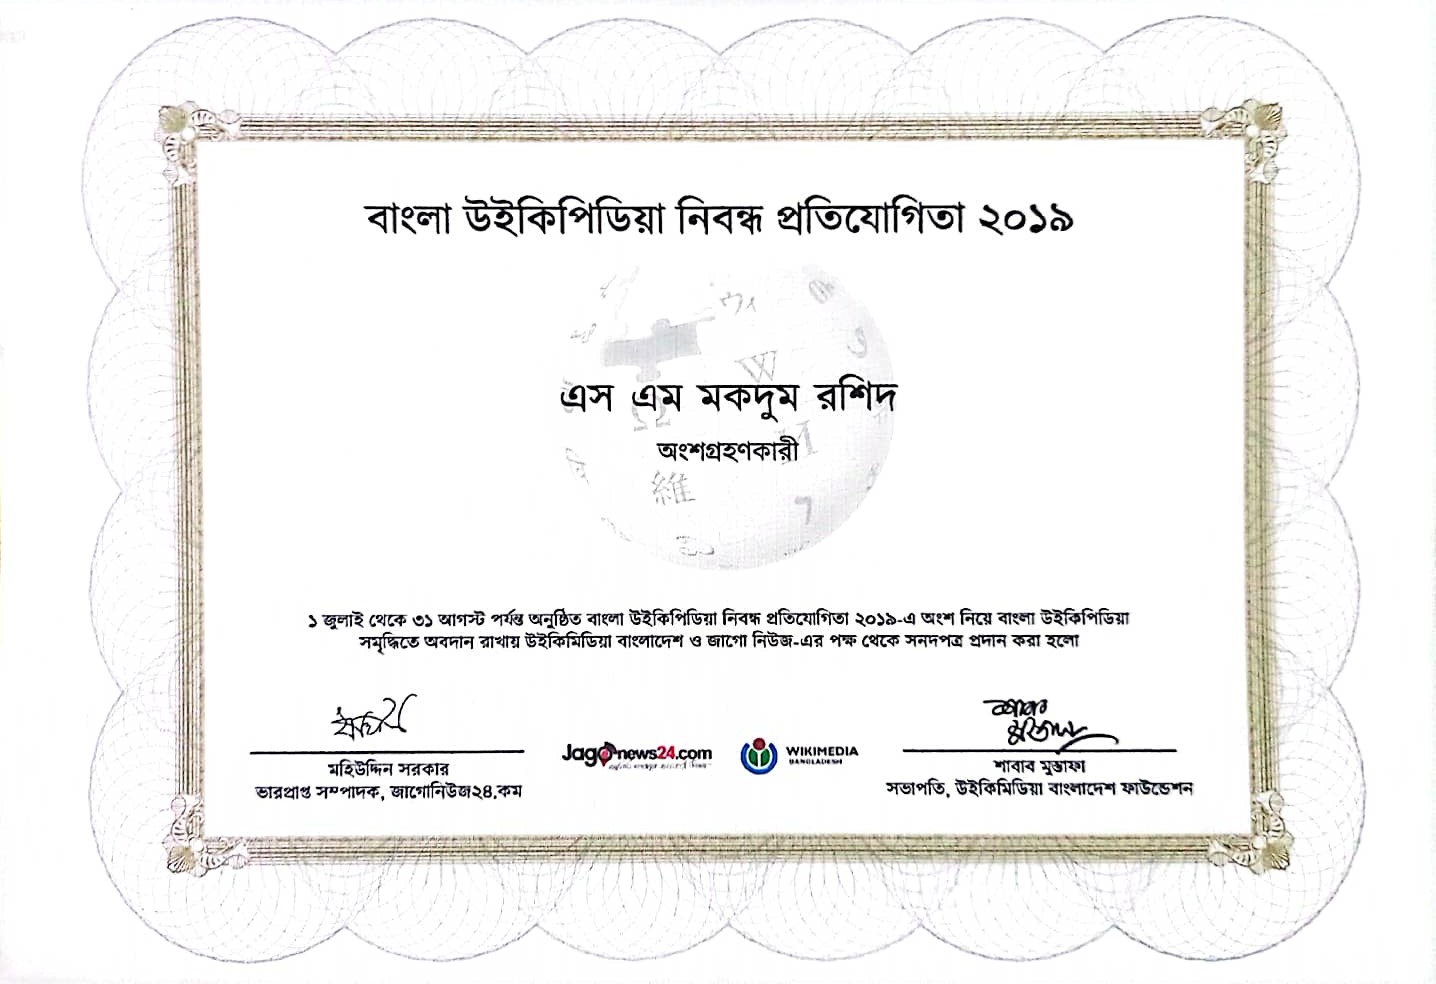 বাংলা উইকিপিডিয়া নিবন্ধ প্রতিযোগিতা ২০১৯
এস এম মকদুম রশিদ
অংশগ্রহণকারী
১ জুলাই থেকে ৩১ আগস্ট পর্যন্ত অনুষ্ঠিত বাংলা উইকিপিডিয়া নিবন্ধ প্রতিযোগিতা ২০১৯-এ অংশ নিয়ে বাংলা উইকিপিডিয়া
সমৃদ্ধিতে অবদান রাখায় উইকিমিডিয়া বাংলাদেশ ও জাগো নিউজ-এর পক্ষ থেকে সনদপত্র প্রদান করা হলো
শাবাব
মুস্তাফা
মহিউদ্দিন সরকার
ভারপ্রাপ্ত সম্পাদক, জাগোনিউজ২৪.কম
Jagonews24.com
WIKIMEDIA
BANGLADESH
শাবাব মুস্তাফা
সভাপতি, উইকিমিডিয়া বাংলাদেশ ফাউন্ডেশন
W
Ω
И
維
7